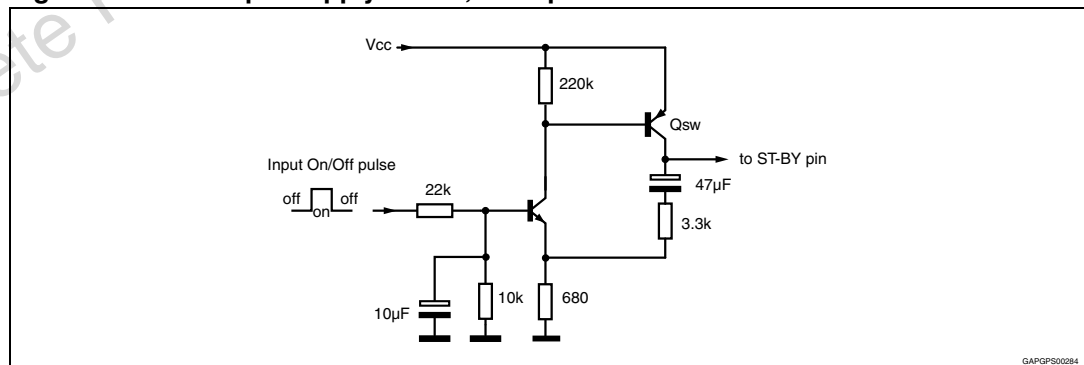 Vcc
220k
Qsw
to ST-BY pin
Input On/Off pulse
47µF
22k
off
on
off
3.3k
10k
680
10µF
GAPGPS00284